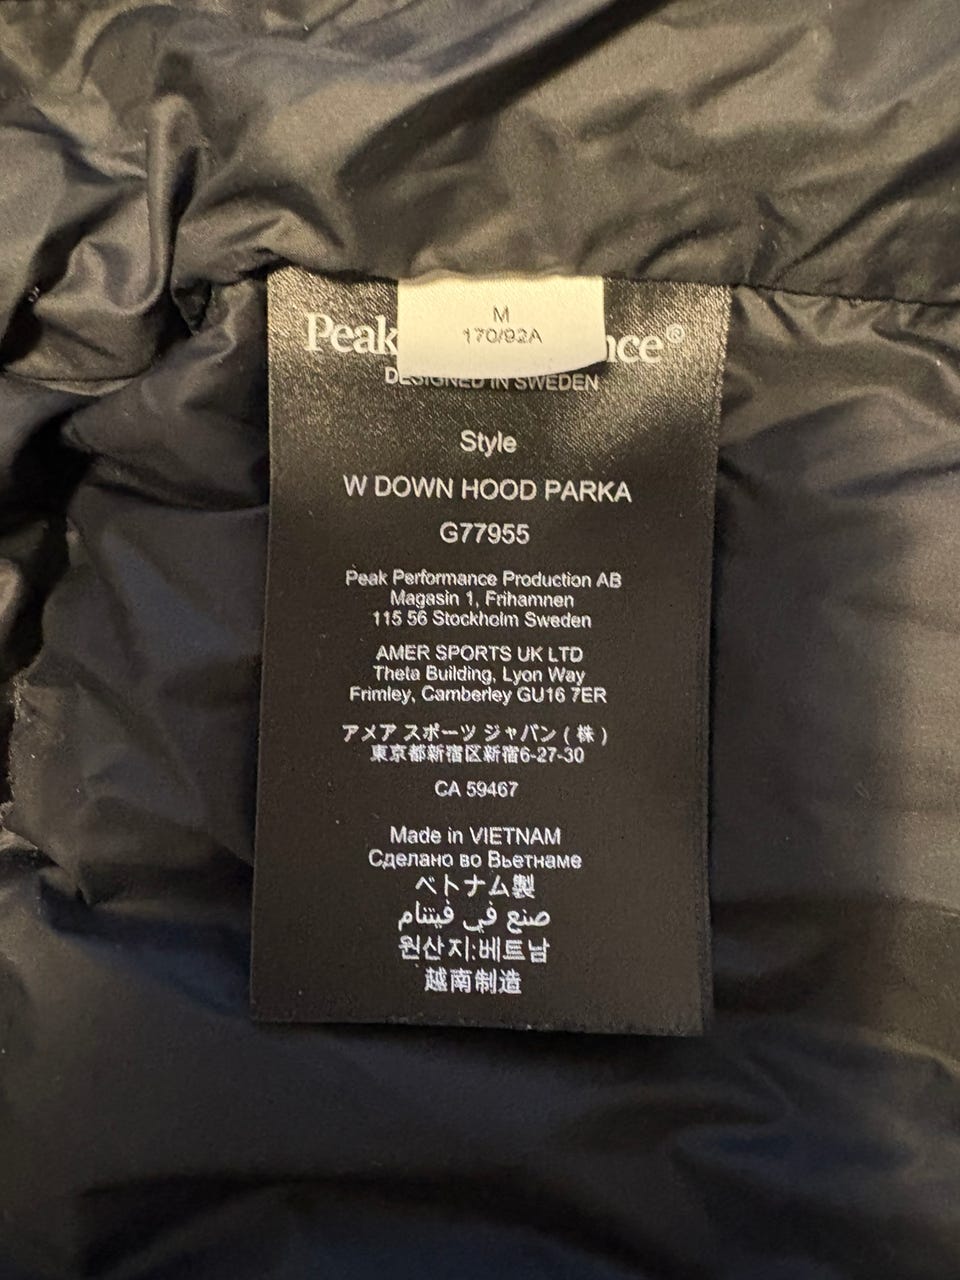 M
170/92A
Peak nce®
DESIGNED IN SWEDEN
Style
W DOWN HOOD PARKA
G77955
Peak Performance Production AB
Magasin 1, Frihamnen
115 56 Stockholm Sweden
AMER SPORTS UK LTD
Theta Building, Lyon Way
Frimley, Camberley GU16 7ER
アメア スポーツ ジャパン ( 株 )
東京都新宿区新宿6-27-30
CA 59467
Made in VIETNAM
Сделано во Вьетнаме
ベトナム製
صنع في فيتنام
원산지:베트남
越南制造